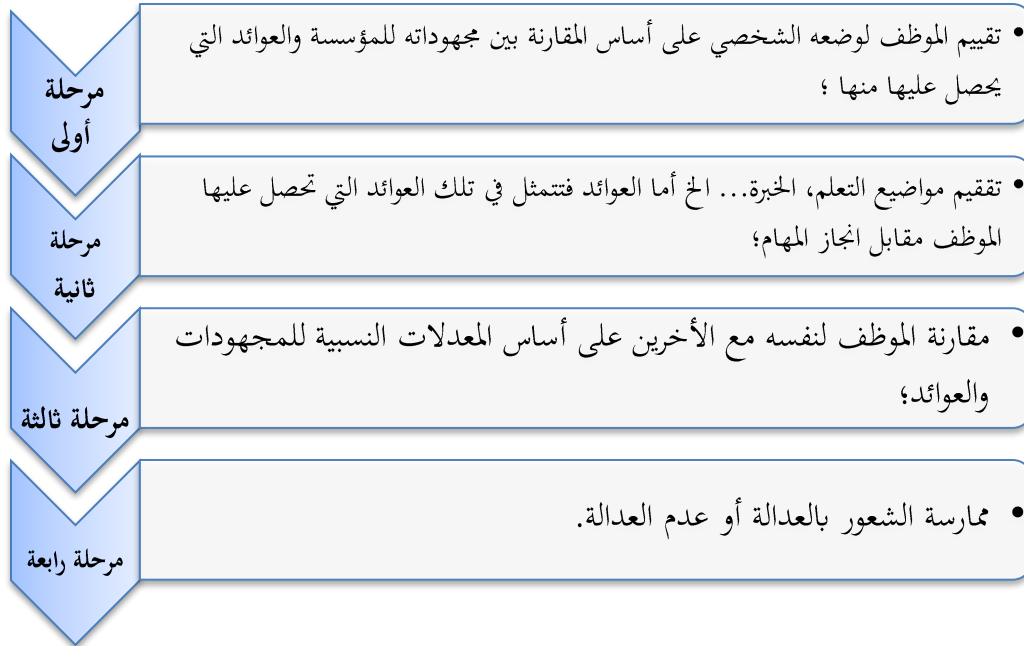 مرحلة
أولى
• تقييم الموظف لوضعه الشخصي على أساس المقارنة بين مجهوداته للمؤسسة والعوائد التي
يحصل عليها منها ؛
مرحلة
ثانية
• تققيم مواضيع التعلم، الخبرة... الخ أما العوائد فتتمثل في تلك العوائد التي تحصل عليها
الموظف مقابل انجاز المهام؛
مرحلة ثالثة
• مقارنة الموظف لنفسه مع الأخرين على أساس المعدلات النسبية للمجهودات
والعوائد؛
مرحلة رابعة
• ممارسة الشعور بالعدالة أو عدم العدالة.